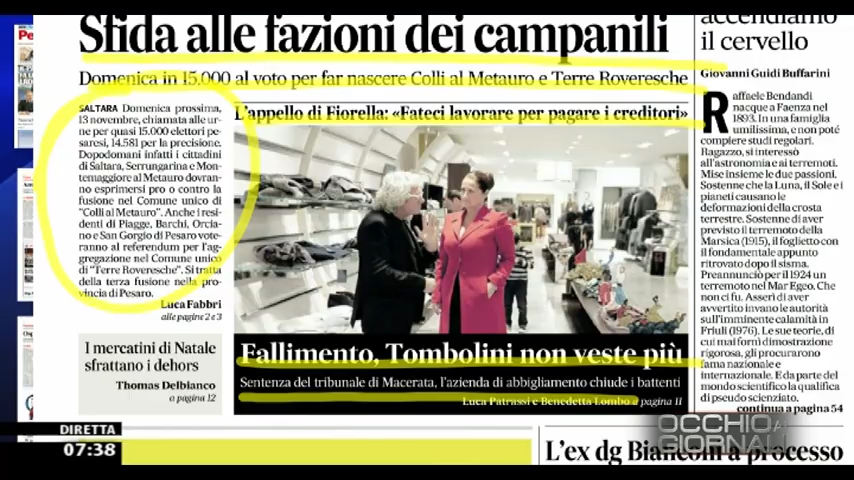 Sfida alle fazioni dei campanili
Domenica in 15.000 al voto per far nascere Colli al Metauro e Terre Roveresche
SALTARA Domenica prossima,
13 novembre, chiamata alle ur-
ne per quasi 15.000 elettori pe-
saresi, 14.581 per la precisione.
Dopodomani infatti i cittadini
di Saltara, Serrungarina e Mon-
temaggiore al Metauro dovran-
no esprimersi pro o contro la
fusione nel Comune unico di
"Colli al Metauro". Anche i resi-
denti di Piagge, Barchi, Orcia-
no e San Gorgio di Pesaro vote-
ranno al referendum per l'ag-
gregazione nel Comune unico
di "Terre Roveresche". Si tratta
della terza fusione nella pro-
vincia di Pesaro.
Luca Fabbri
alle pagine 2 e 3
I mercatini di Natale
sfrattano i dehors
Thomas Delbianco
a pagina 12
L'appello di Fiorella: «Fateci lavorare per pagare i creditori»
Fallimento, Tombolini non veste più
Sentenza del tribunale di Macerata, l'azienda di abbigliamento chiude i battenti
Luca Patrassi e Benedetta Lombo a pagina 11
accendiamo
il cervello
Giovanni Guidi Buffarini
Raffaele Bendandi
nacque a Faenza nel
1893. In una famiglia
umilissima, e non poté
compiere studi regolari.
Ragazzo, si interessò
all'astronomia e ai terremoti.
Mise insieme le due passioni.
Sostenne che la Luna, il Sole e i
pianeti causano le
deformazioni della crosta
terrestre. Sostenne di aver
previsto il terremoto della
Marsica (1915), il foglietto con
il fondamentale appunto
ritrovato dopo il sisma.
Preannunciò per il 1924 un
terremoto nel Mar Egeo. Che
non ci fu. Asserì di aver
avvertito invano le autorità
sull'imminente calamità in
Friuli (1976). Le sue teorie, di
cui mai fornì dimostrazione
rigorosa, gli procurarono
fama nazionale e
internazionale. E da parte del
mondo scientifico la qualifica
di pseudo scienziato.
continua a pagina 54
L'ex dg Bianconi a processo
OCCHIO AI
GIORNALI
DIRETTA
07:38